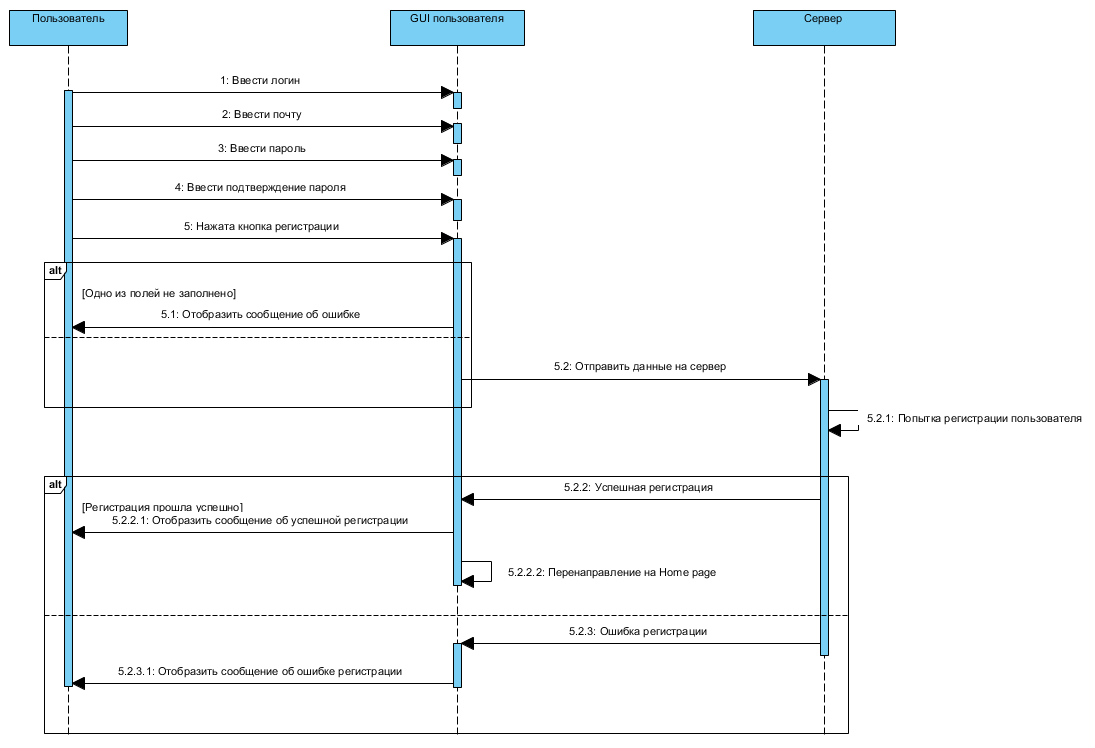 Пользователь
GUI пользователя
Сервер
1: Ввести логин
2: Ввести почту
3: Ввести пароль
4: Ввести подтверждение пароля
5: Нажата кнопка регистрации
alt
[Одно из полей не заполнено]
5.1: Отобразить сообщение об ошибке
5.2: Отправить данные на сервер
5.2.1: Попытка регистрации пользователя
alt
5.2.2: Успешная регистрация
[Регистрация прошла успешно]
5.2.2.1: Отобразить сообщение об успешной регистрации
5.2.2.2: Перенаправление на Home page
5.2.3: Ошибка регистрации
5.2.3.1: Отобразить сообщение об ошибке регистрации